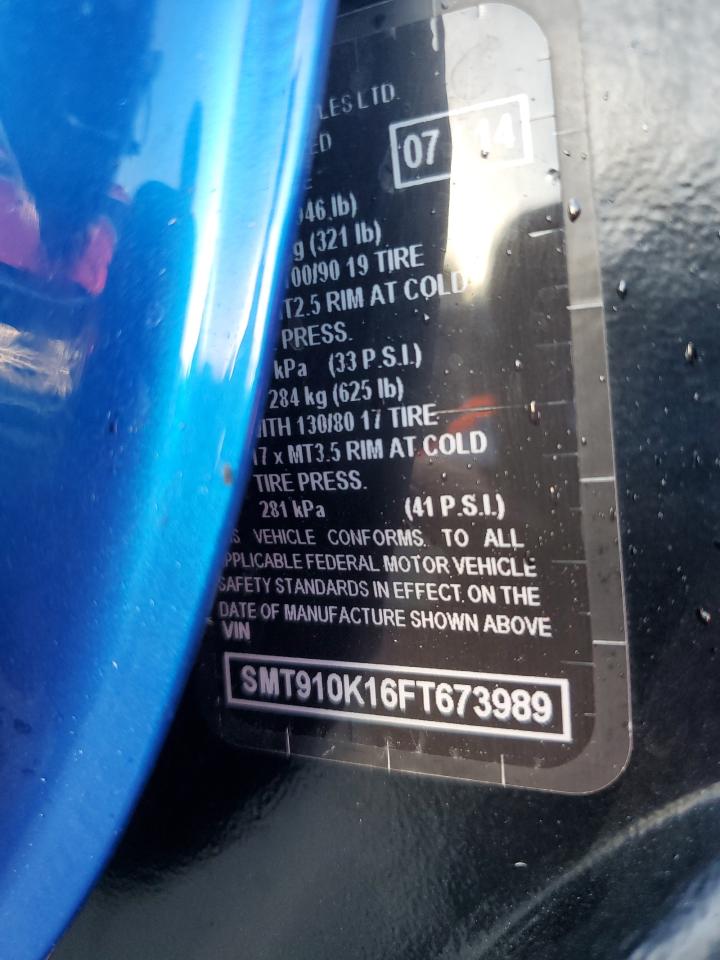 LES LTD.
ED 07 14
946 lb)
g (321 lb)
00/90 19 TIRE
MT2.5 RIM AT COLD
PRESS.
kPa (33 P.S.I.)
284 kg (625 lb)
ITH 130/80 17 TIRE
17 x MT3.5 RIM AT COLD
TIRE PRESS.
281 kPa (41 P.S.I.)
VEHICLE CONFORMS TO ALL
PPLICABLE FEDERAL MOTOR VEHICLE
SAFETY STANDARDS IN EFFECT ON THE
DATE OF MANUFACTURE SHOWN ABOVE
VIN
SMT910K16FT673989